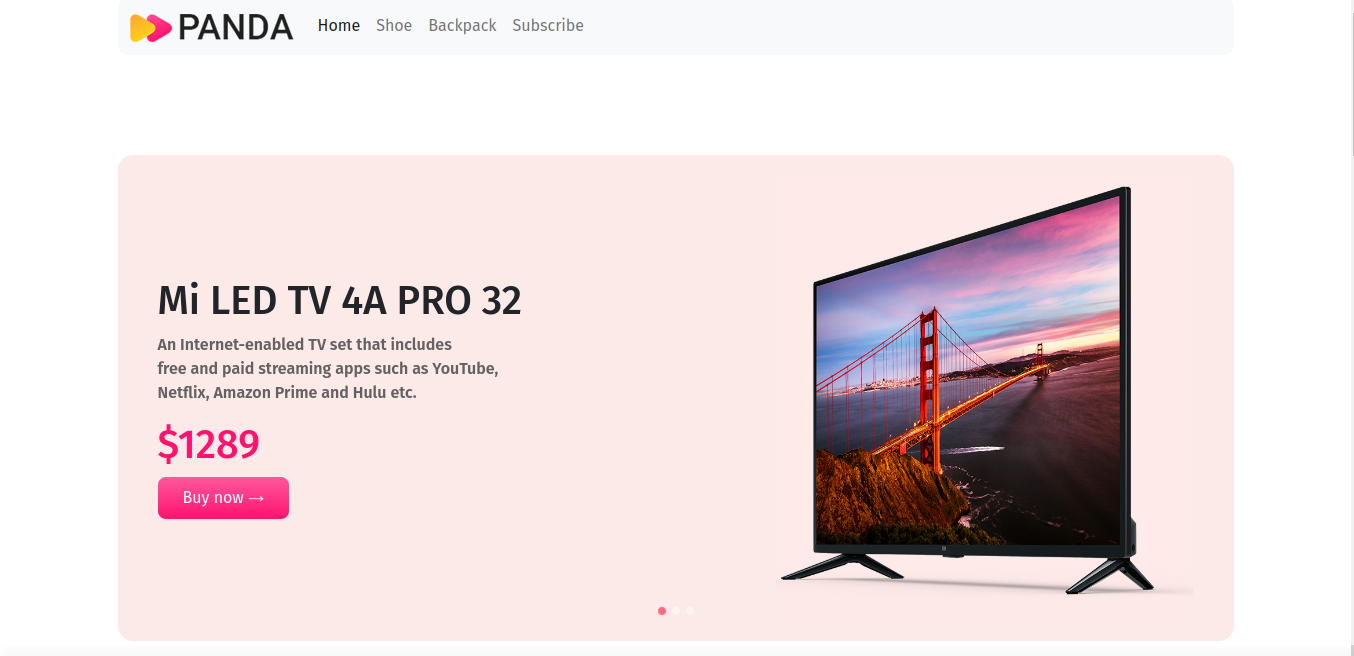 PANDA Home Shoe Backpack Subscribe
Mi LED TV 4A PRO 32
An Internet-enabled TV set that includes
free and paid streaming apps such as YouTube,
Netflix, Amazon Prime and Hulu etc.
$1289
Buy now →